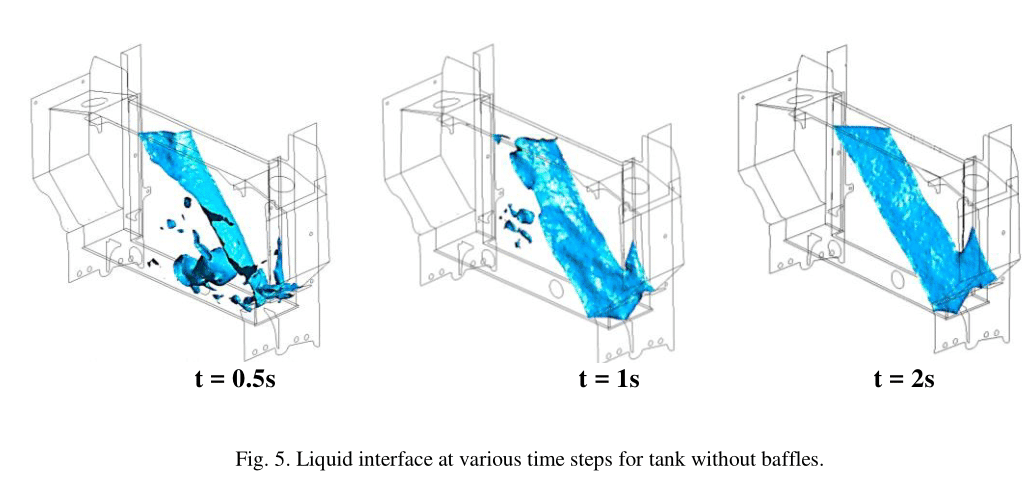 t = 0.5s
t = 1s
t = 2s
Fig. 5. Liquid interface at various time steps for tank without baffles.